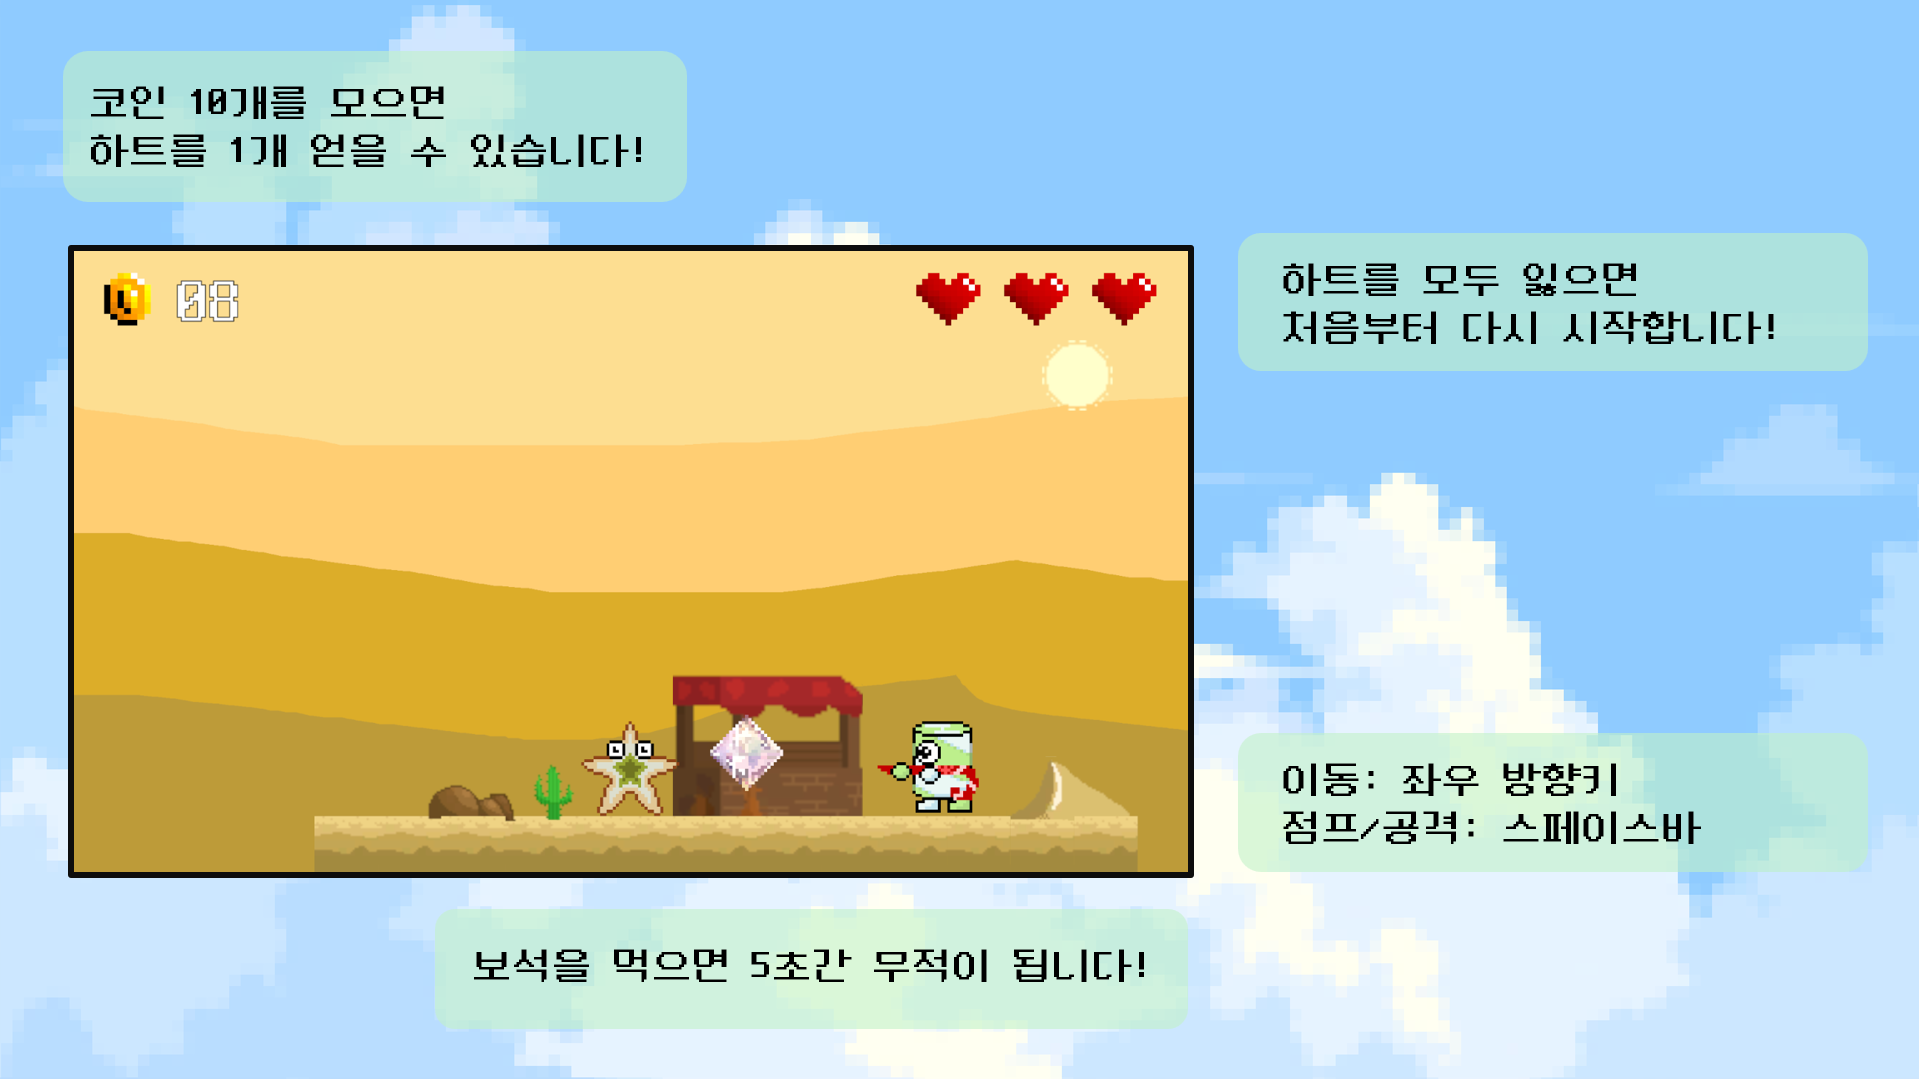 코인 10개를 모으면
하트를 1개 얻을 수 있습니다!
08
하트를 모두 잃으면
처음부터 다시 시작합니다!
이동: 좌우 방향키
점프/공격: 스페이스바
보석을 먹으면 5초간 무적이 됩니다!